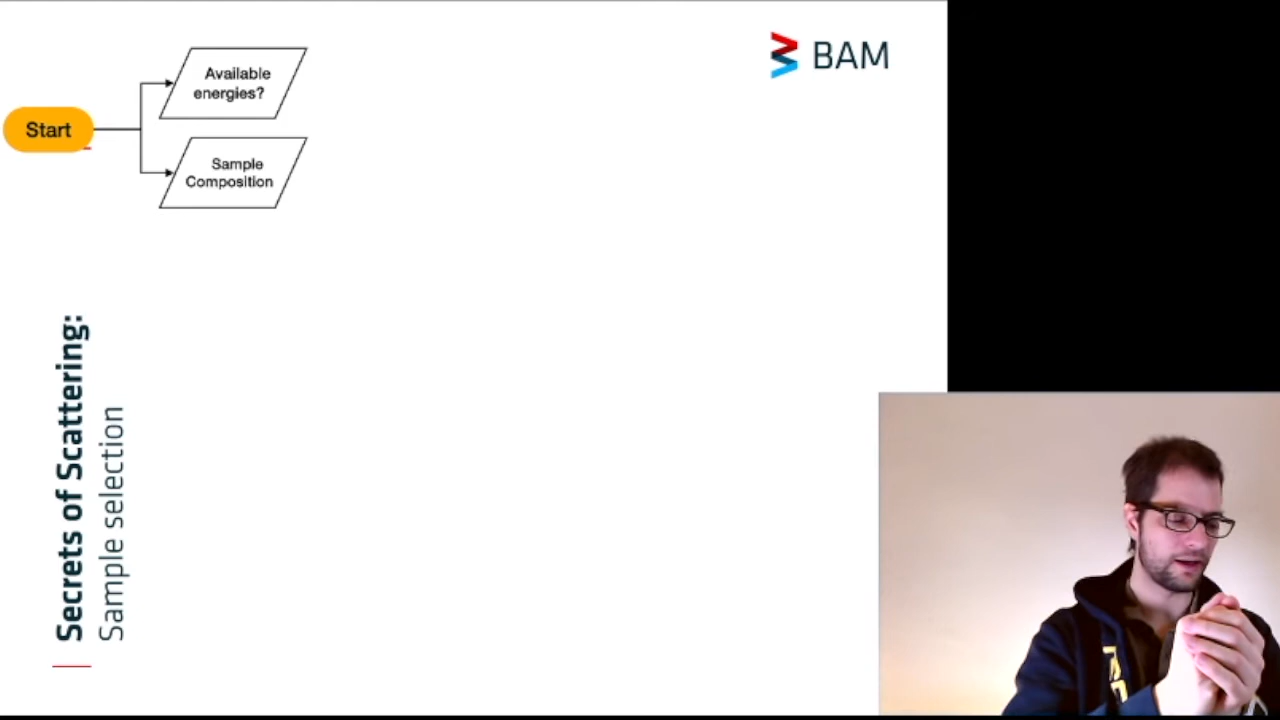 Available
energies?
BAM
Start
Sample
Composition
Secrets of Scattering:
Sample selection